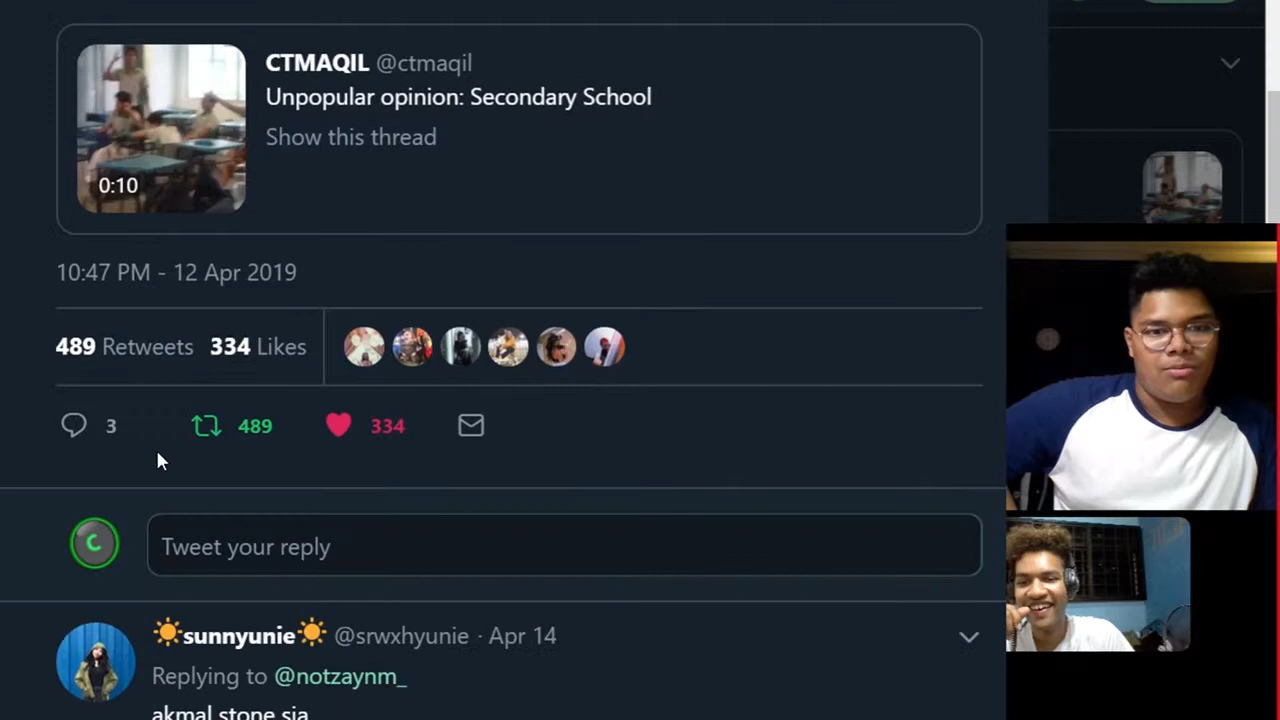 CTMAQIL @ctmaqil
Unpopular opinion: Secondary School
Show this thread
0:10
10:47 PM - 12 Apr 2019
489 Retweets 334 Likes
3 489 334
C
Tweet your reply
☀sunnyunie☀ @srwxhyunie · Apr 14
Replying to @notzaynm_
akmal stone sia